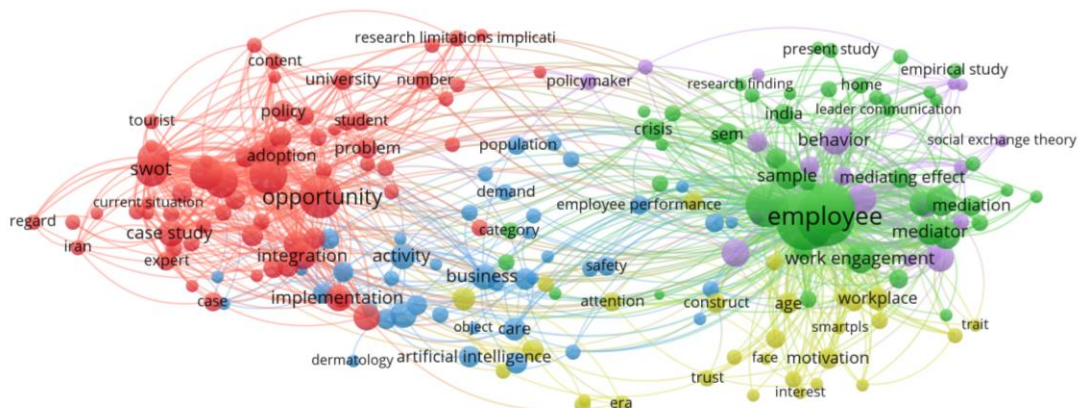 research limitations implicati
present study
content
university
number
policymaker
research finding
home
empirical study
tourist
policy
student
india
leader communication
crisis
sem
behavior
social exchange theory
swot
adoption
problem
population
sample
mediating effect
current situation
opportunity
demand
employee performance
employee
mediation
regard
case study
category
mediator
iran
expert
integration
activity
business
safety
work engagement
case
implementation
attention
construct
age
workplace
object
care
smartpls
trait
dermatology
artificial intelligence
face
motivation
trust
interest
era